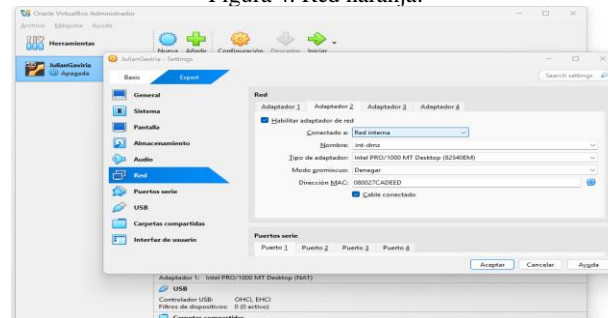 Figura 4. Red naranja.
Oracle VirtualBox Administrador
Archivo Máquina Ayuda
Herramientas
Nueva Añadir Configuración Descartar Iniciar
JulianGaviria
Apagada
JulianGaviria - Settings
Basic Expert
Search settings
General
Sistema
Pantalla
Almacenamiento
Audio
Red
Puertos serie
USB
Carpetas compartidas
Interfaz de usuario
Red
Adaptador 1 Adaptador 2 Adaptador 3 Adaptador 4
Habilitar adaptador de red
Conectado a: Red interna
Nombre: int-dmz
Tipo de adaptador: Intel PRO/1000 MT Desktop (82540EM)
Modo promiscuo: Denegar
Dirección MAC: 080027CADEED
Cable conectado
Puertos serie
Puerto 1 Puerto 2 Puerto 3 Puerto 4
Aceptar Cancelar Ayuda
Adaptador 1: Intel PRO/1000 MT Desktop (NAT)
USB
Controlador USB: OHCI, EHCI
Filtros de dispositivos: 0 (0 activo)
Carpetas compartidas